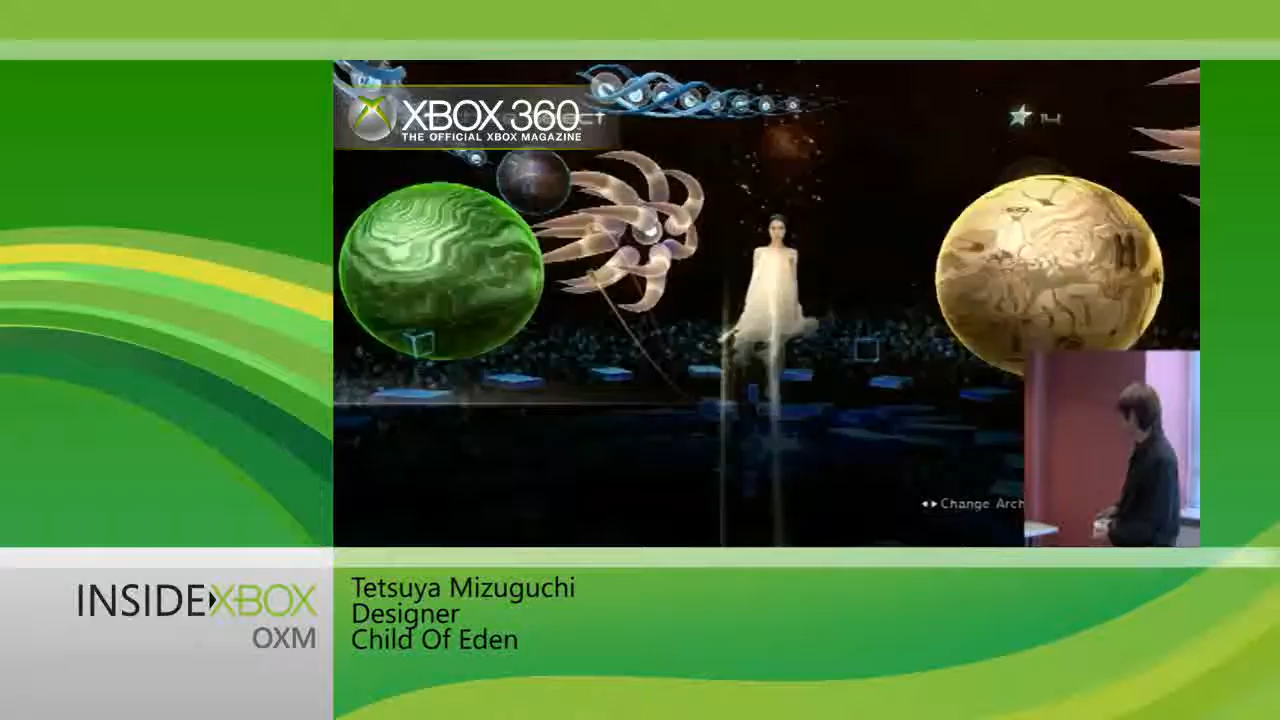 XBOX 360
THE OFFICIAL XBOX MAGAZINE
14
Change Arch
INSIDE XBOX
OXM
Tetsuya Mizuguchi
Designer
Child Of Eden